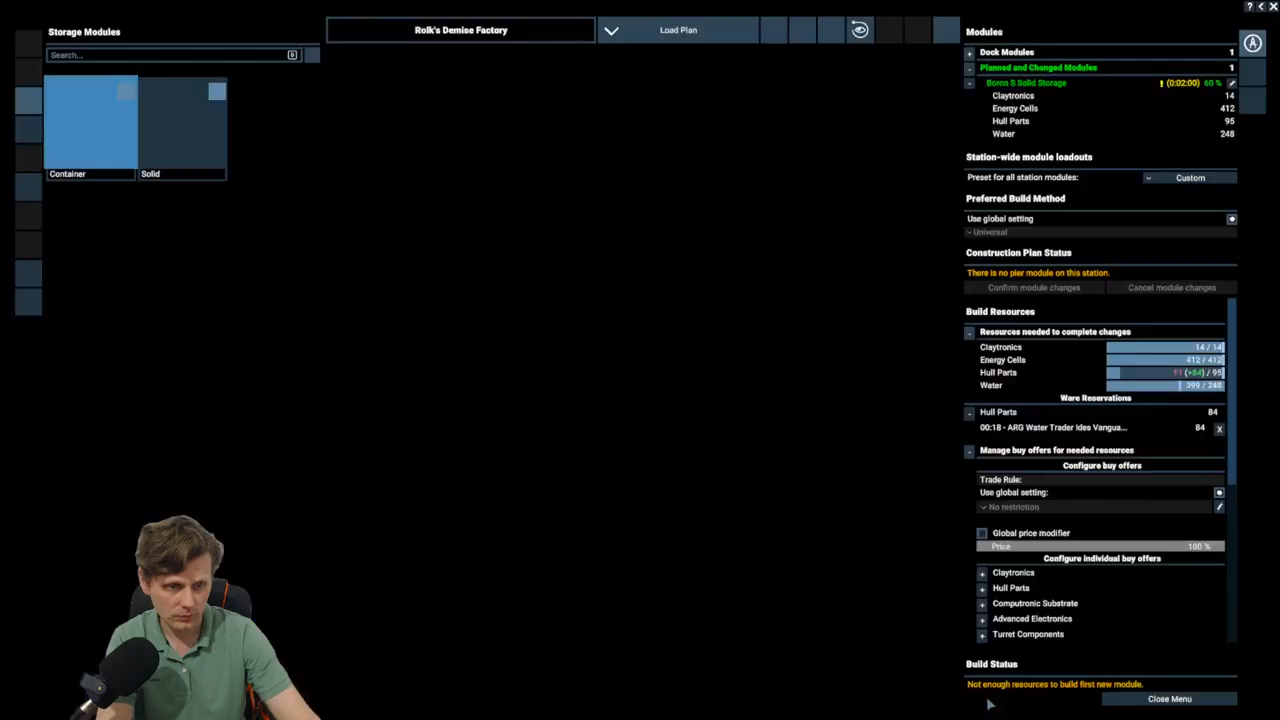 Storage Modules
Search...
Container
Solid
Rolk's Demise Factory
Load Plan
Modules
Dock Modules 1
Planned and Changed Modules 1
Boron S Solid Storage ! (0:02:00) 60 %
Claytronics 14
Energy Cells 412
Hull Parts 95
Water 248
Station-wide module loadouts
Preset for all station modules: Custom
Preferred Build Method
Use global setting
Universal
Construction Plan Status
There is no pier module on this station.
Confirm module changes Cancel module changes
Build Resources
Resources needed to complete changes
Claytronics 14 / 14
Energy Cells 412 / 412
Hull Parts 11 (+84) / 95
Water 399 / 248
Ware Reservations
Hull Parts 84
00:18 - ARG Water Trader Ides Vangua... 84 X
Manage buy offers for needed resources
Configure buy offers
Trade Rule:
Use global setting:
No restriction
Global price modifier
Price 100 %
Configure individual buy offers
Claytronics
Hull Parts
Computronic Substrate
Advanced Electronics
Turret Components
Build Status
Not enough resources to build first new module.
Close Menu